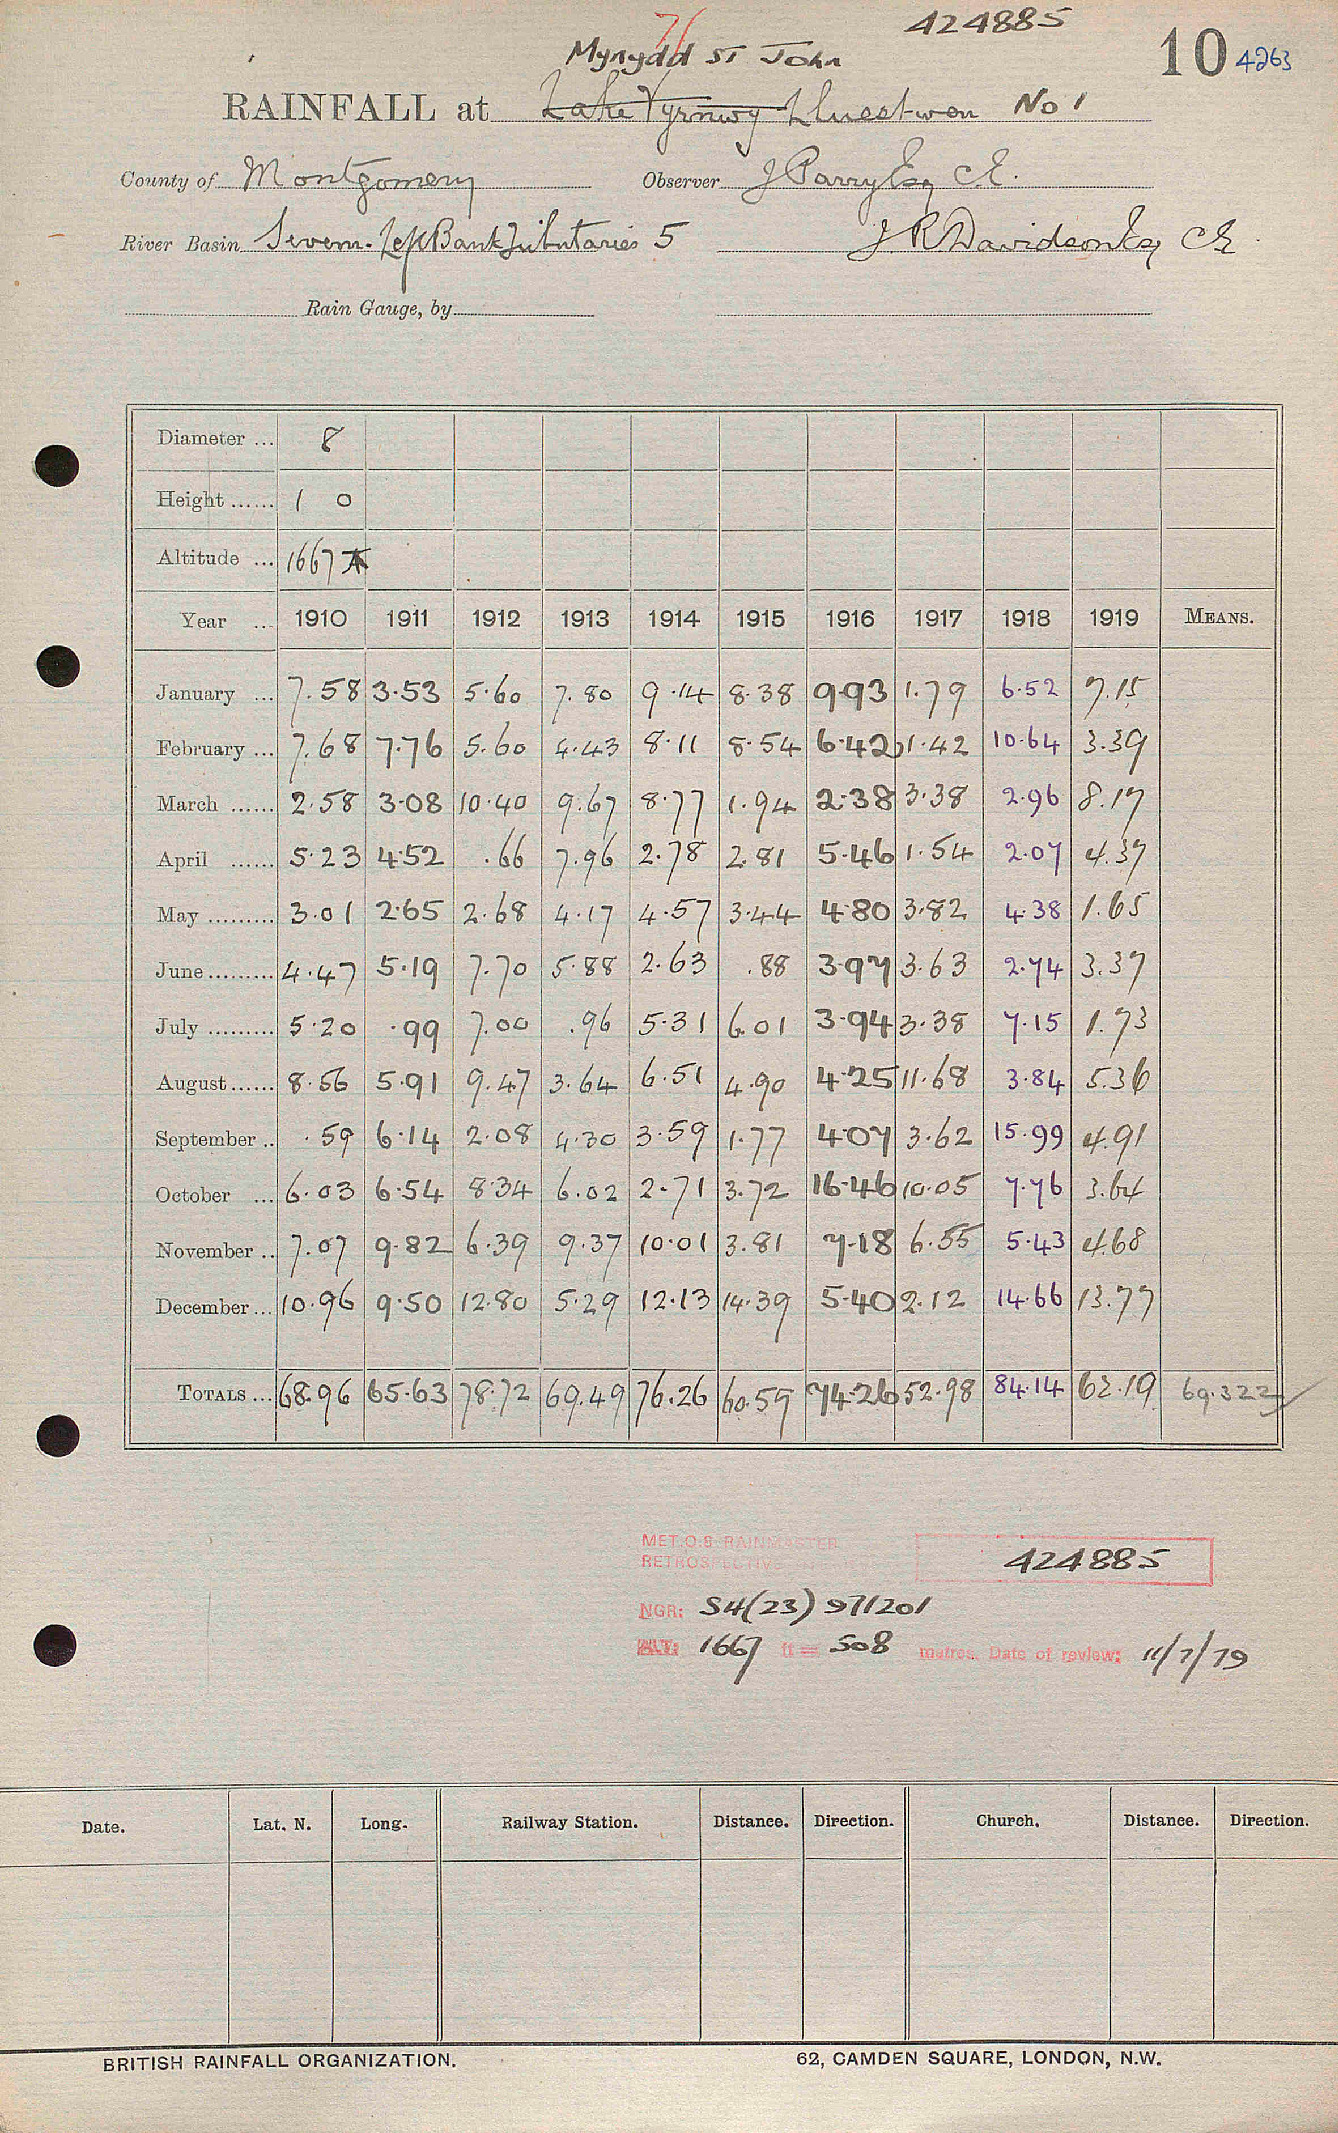 71 424885
Mynydd ST John 10 4263
RAINFALL at Lake Vyrnwy Lluest-wen No 1
County of Montgomery Observer J Parry Esq C.E.
River Basin Severn. Left Bank Tributaries 5 J R Davidson Esq CE
Rain Gauge, by
Diameter ... 8
Height ...... 1 0
Altitude ... 1667
Year ... 1910 1911 1912 1913 1914 1915 1916 1917 1918 1919 MEANS.
January ... 7.58 3.53 5.60 7.80 9.14 8.38 9.93 1.79 6.52 7.15
February ... 7.68 7.76 5.60 4.43 8.11 8.54 6.42 1.42 10.64 3.39
March ...... 2.58 3.08 10.40 9.67 8.77 1.94 2.38 3.38 2.96 8.17
April ...... 5.23 4.52 .66 7.96 2.78 2.81 5.46 1.54 2.07 4.37
May ......... 3.01 2.65 2.68 4.17 4.57 3.44 4.80 3.82 4.38 1.65
June ......... 4.47 5.19 7.70 5.88 2.63 .88 3.97 3.63 2.74 3.37
July ......... 5.20 .99 7.00 .96 5.31 6.01 3.94 3.38 7.15 1.73
August ...... 8.56 5.91 9.47 3.64 6.51 4.90 4.25 11.68 3.84 5.36
September .. .59 6.14 2.08 4.30 3.59 1.77 4.07 3.62 15.99 4.91
October ... 6.03 6.54 8.34 6.02 2.71 3.72 16.46 10.05 7.76 3.64
November .. 7.07 9.82 6.39 9.37 10.01 3.81 7.18 6.55 5.43 4.68
December ... 10.96 9.50 12.80 5.29 12.13 14.39 5.40 2.12 14.66 13.77
TOTALS ... 68.96 65.63 78.72 69.49 76.26 60.59 74.26 52.98 84.14 62.19 69.322
MET.O.8 RAINMASTER
RETROSPECTIVE 424885
NGR: S4(23) 971201
ALT: 1667 ft = 508 metres. Date of review: 11/7/79
Date. Lat. N. Long. Railway Station. Distance. Direction. Church. Distance. Direction.
BRITISH RAINFALL ORGANIZATION. 62, CAMDEN SQUARE, LONDON, N.W.